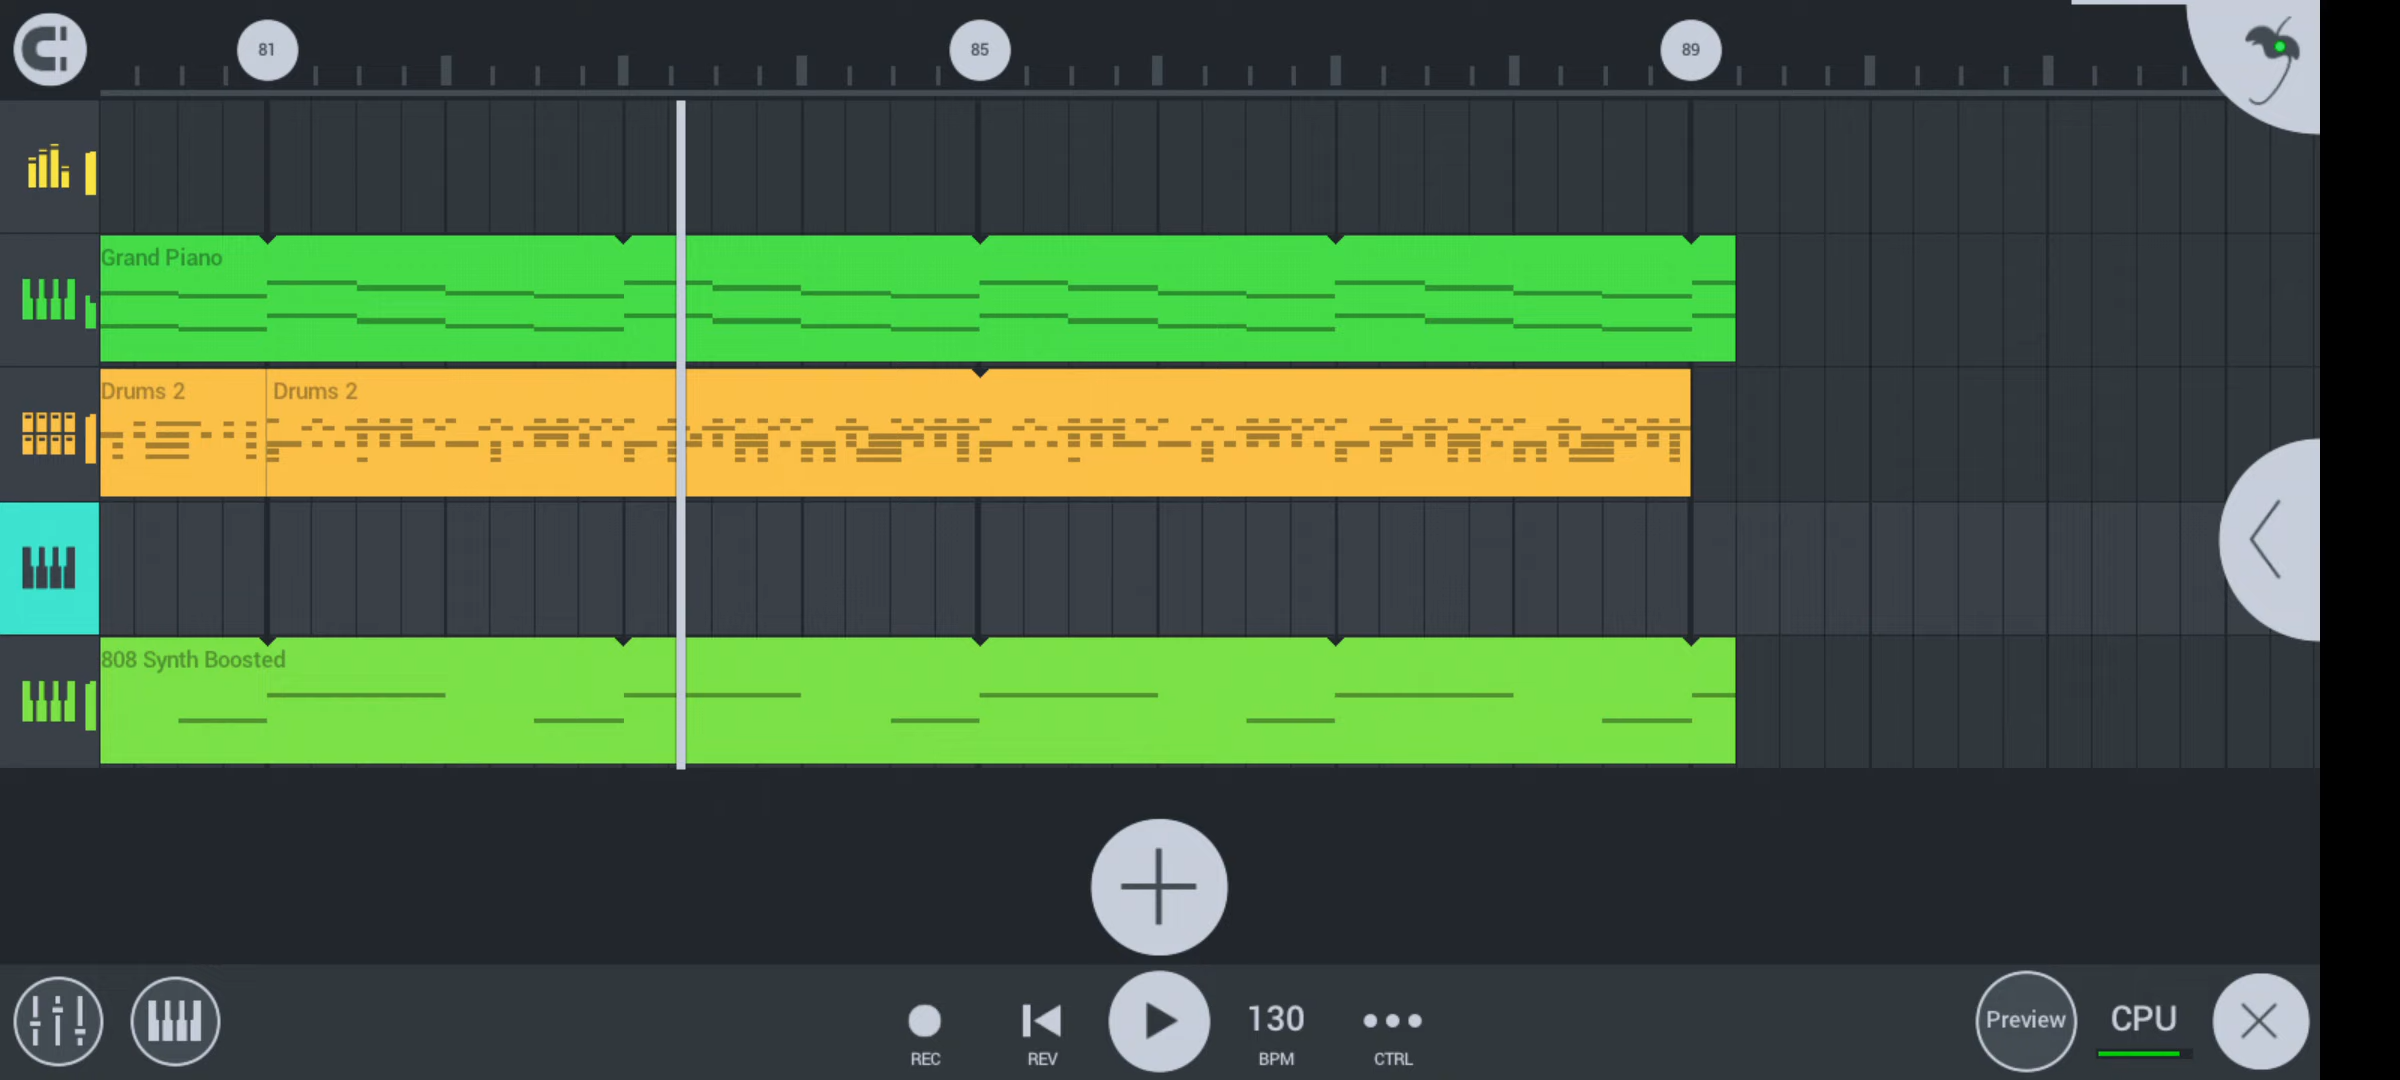 81
85
89
Grand Piano
Drums 2
Drums 2
808 Synth Boosted
REC
REV
130
BPM
CTRL
Preview
CPU